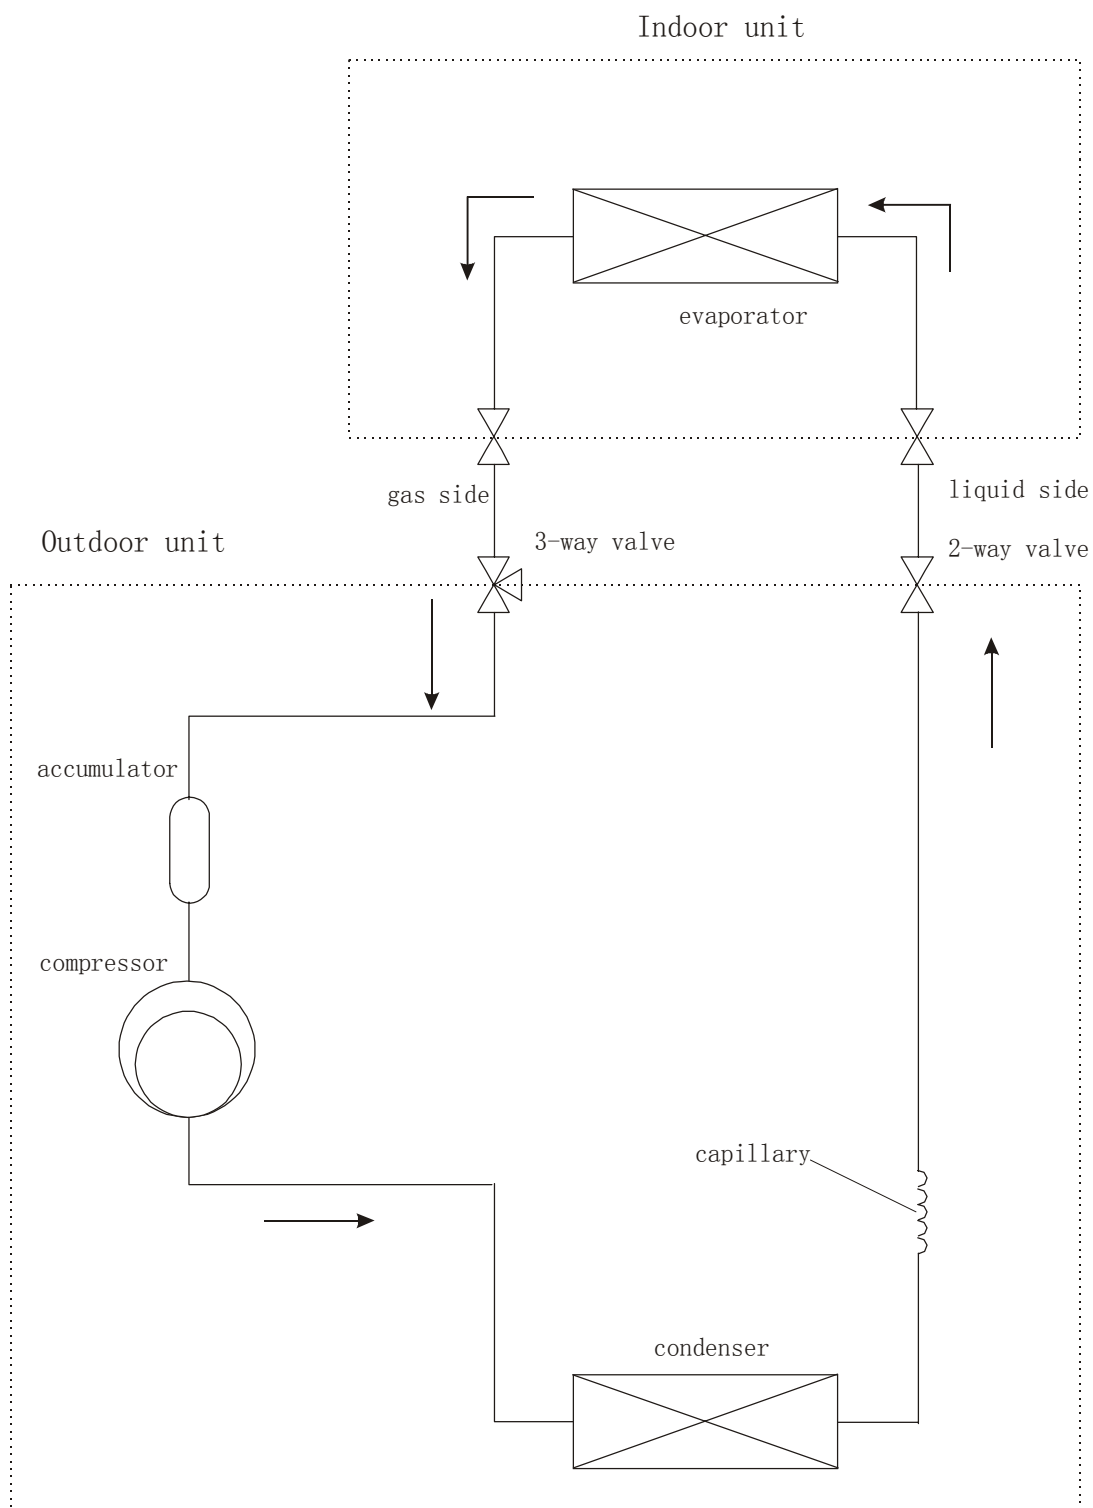 Indoor unit
evaporator
gas side
liquid side
Outdoor unit
3-way valve
2-way valve
accumulator
compressor
capillary
condenser